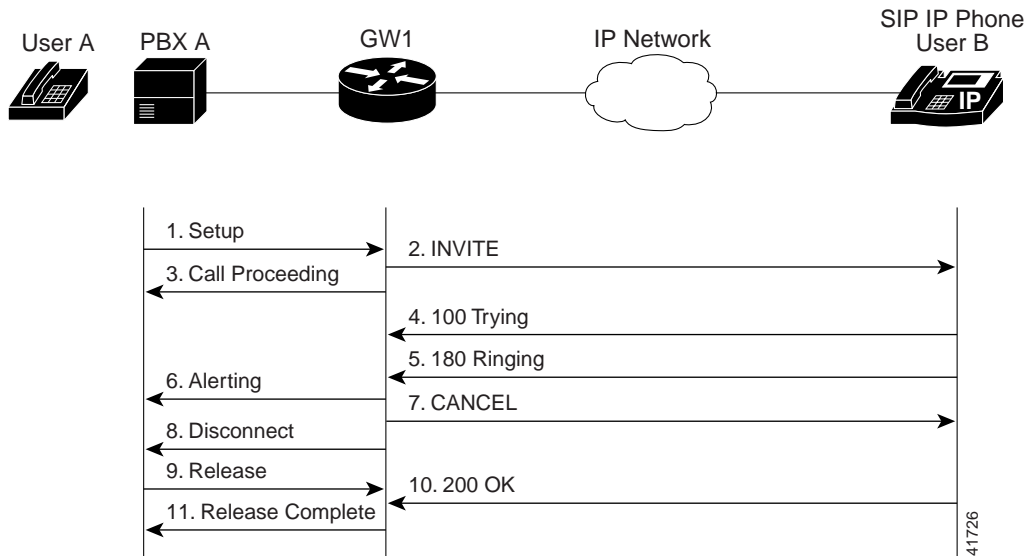 User A
PBX A
GW1
IP Network
SIP IP Phone
User B
IP
1. Setup
2. INVITE
3. Call Proceeding
4. 100 Trying
5. 180 Ringing
6. Alerting
7. CANCEL
8. Disconnect
9. Release
10. 200 OK
11. Release Complete
41726